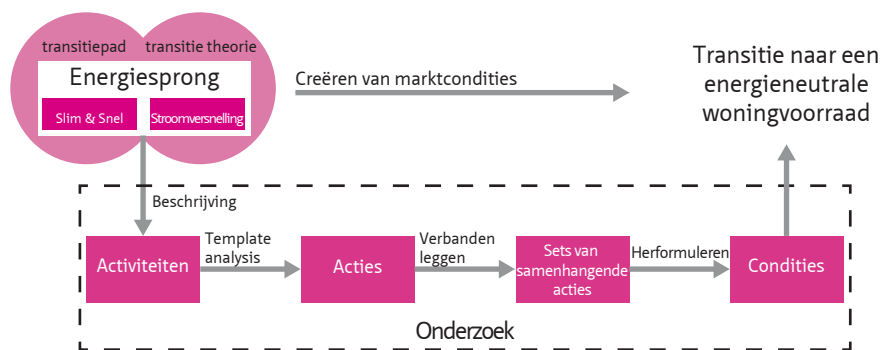 transitiepad
transitie theorie
Energiesprong
Slim & Snel
Stroomversnelling
Creëren van marktcondities
Transitie naar een
energieneutrale
woningvoorraad
Beschrijving
Activiteiten
Template
analysis
Acties
Verbanden
leggen
Sets van
samenhangende
acties
Herformuleren
Condities
Onderzoek